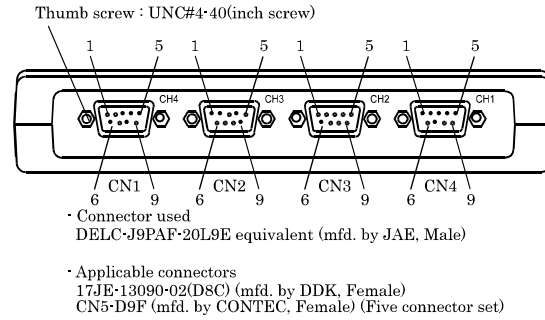 Thumb screw : UNC#4-40(inch screw)
1 5 1 5 1 5 1 5
CH4 CH3 CH2 CH1
CN1 CN2 CN3 CN4
6 9 6 9 6 9 6 9
- Connector used
DELC-J9PAF-20L9E equivalent (mfd. by JAE, Male)
- Applicable connectors
17JE-13090-02(D8C) (mfd. by DDK, Female)
CN5-D9F (mfd. by CONTEC, Female) (Five connector set)